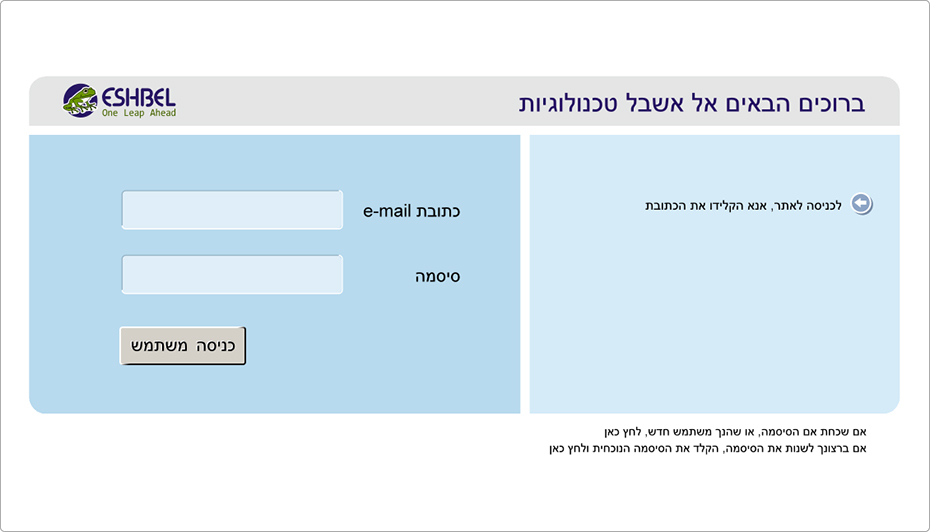 ESHBEL
One Leap Ahead
ברוכים הבאים אל אשבל טכנולוגיות
לכניסה לאתר, אנא הקלידו את הכתובת
כתובת e-mail
סיסמה
כניסה משתמש
אם שכחת אם הסיסמה, או שהנך משתמש חדש, לחץ כאן
אם ברצונך לשנות את הסיסמה, הקלד את הסיסמה הנוכחית ולחץ כאן